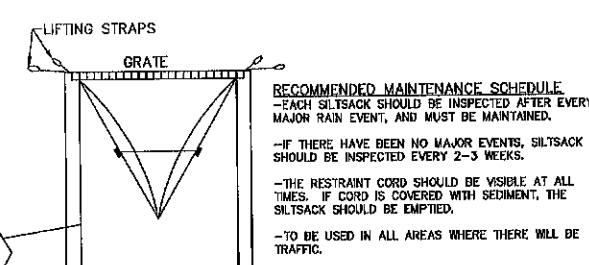 LIFTING STRAPS
GRATE
RECOMMENDED MAINTENANCE SCHEDULE
-EACH SILTSACK SHOULD BE INSPECTED AFTER EVERY
MAJOR RAIN EVENT, AND MUST BE MAINTAINED.
-IF THERE HAVE BEEN NO MAJOR EVENTS, SILTSACK
SHOULD BE INSPECTED EVERY 2-3 WEEKS.
-THE RESTRAINT CORD SHOULD BE VISIBLE AT ALL
TIMES. IF CORD IS COVERED WITH SEDIMENT, THE
SILTSACK SHOULD BE EMPTIED.
-TO BE USED IN ALL AREAS WHERE THERE WILL BE
TRAFFIC.